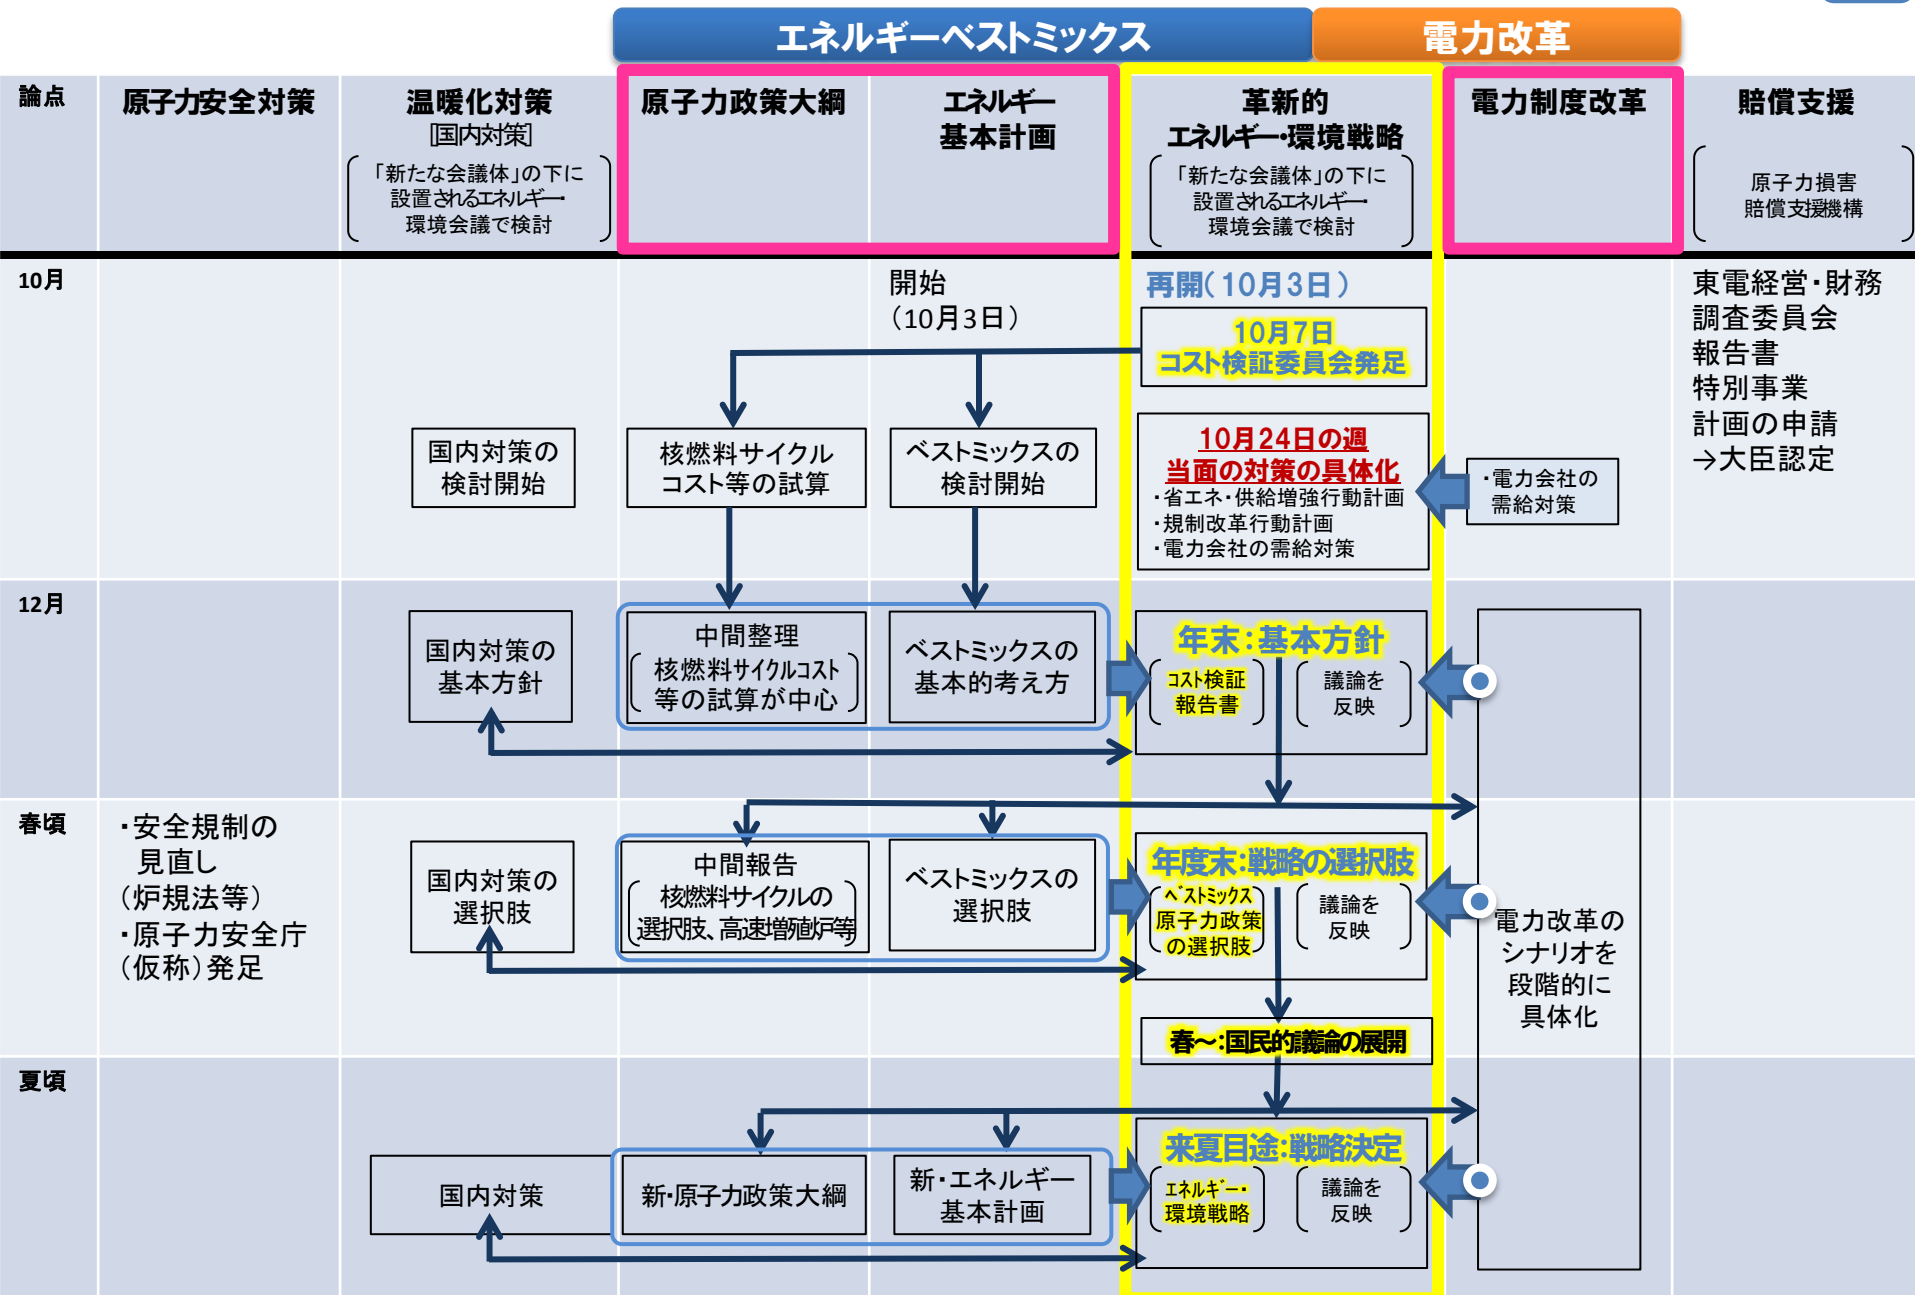 エネルギーベストミックス
電力改革
論点
原子力安全対策
温暖化対策
[国内対策]
「新たな会議体」の下に
設置されるエネルギー・
環境会議で検討
原子力政策大綱
エネルギー
基本計画
革新的
エネルギー・環境戦略
「新たな会議体」の下に
設置されるエネルギー・
環境会議で検討
電力制度改革
賠償支援
原子力損害
賠償支援機構
10月
開始
（10月3日）
再開（10月3日）
10月7日
コスト検証委員会発足
東電経営・財務
調査委員会
報告書
特別事業
計画の申請
→大臣認定
国内対策の
検討開始
核燃料サイクル
コスト等の試算
ベストミックスの
検討開始
10月24日の週
当面の対策の具体化
・省エネ・供給増強行動計画
・規制改革行動計画
・電力会社の需給対策
・電力会社の
需給対策
12月
国内対策の
基本方針
中間整理
核燃料サイクルコスト
等の試算が中心
ベストミックスの
基本的考え方
年末：基本方針
コスト検証
報告書
議論を
反映
春頃
・安全規制の
見直し
（炉規法等）
・原子力安全庁
（仮称）発足
国内対策の
選択肢
中間報告
核燃料サイクルの
選択肢、高速増殖炉等
ベストミックスの
選択肢
年度末：戦略の選択肢
ベストミックス
原子力政策
の選択肢
議論を
反映
電力改革の
シナリオを
段階的に
具体化
春～：国民的議論の展開
夏頃
国内対策
新・原子力政策大綱
新・エネルギー
基本計画
来夏目途：戦略決定
エネルギー・
環境戦略
議論を
反映